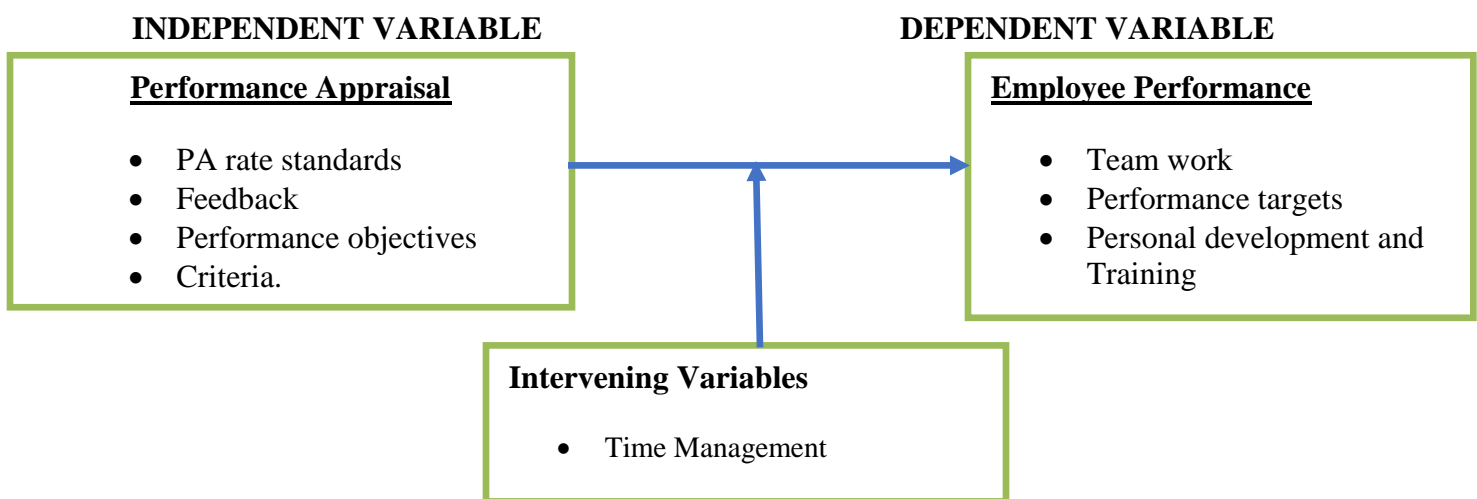 INDEPENDENT VARIABLE
DEPENDENT VARIABLE
Performance Appraisal
• PA rate standards
• Feedback
• Performance objectives
• Criteria.
Employee Performance
• Team work
• Performance targets
• Personal development and
Training
Intervening Variables
• Time Management